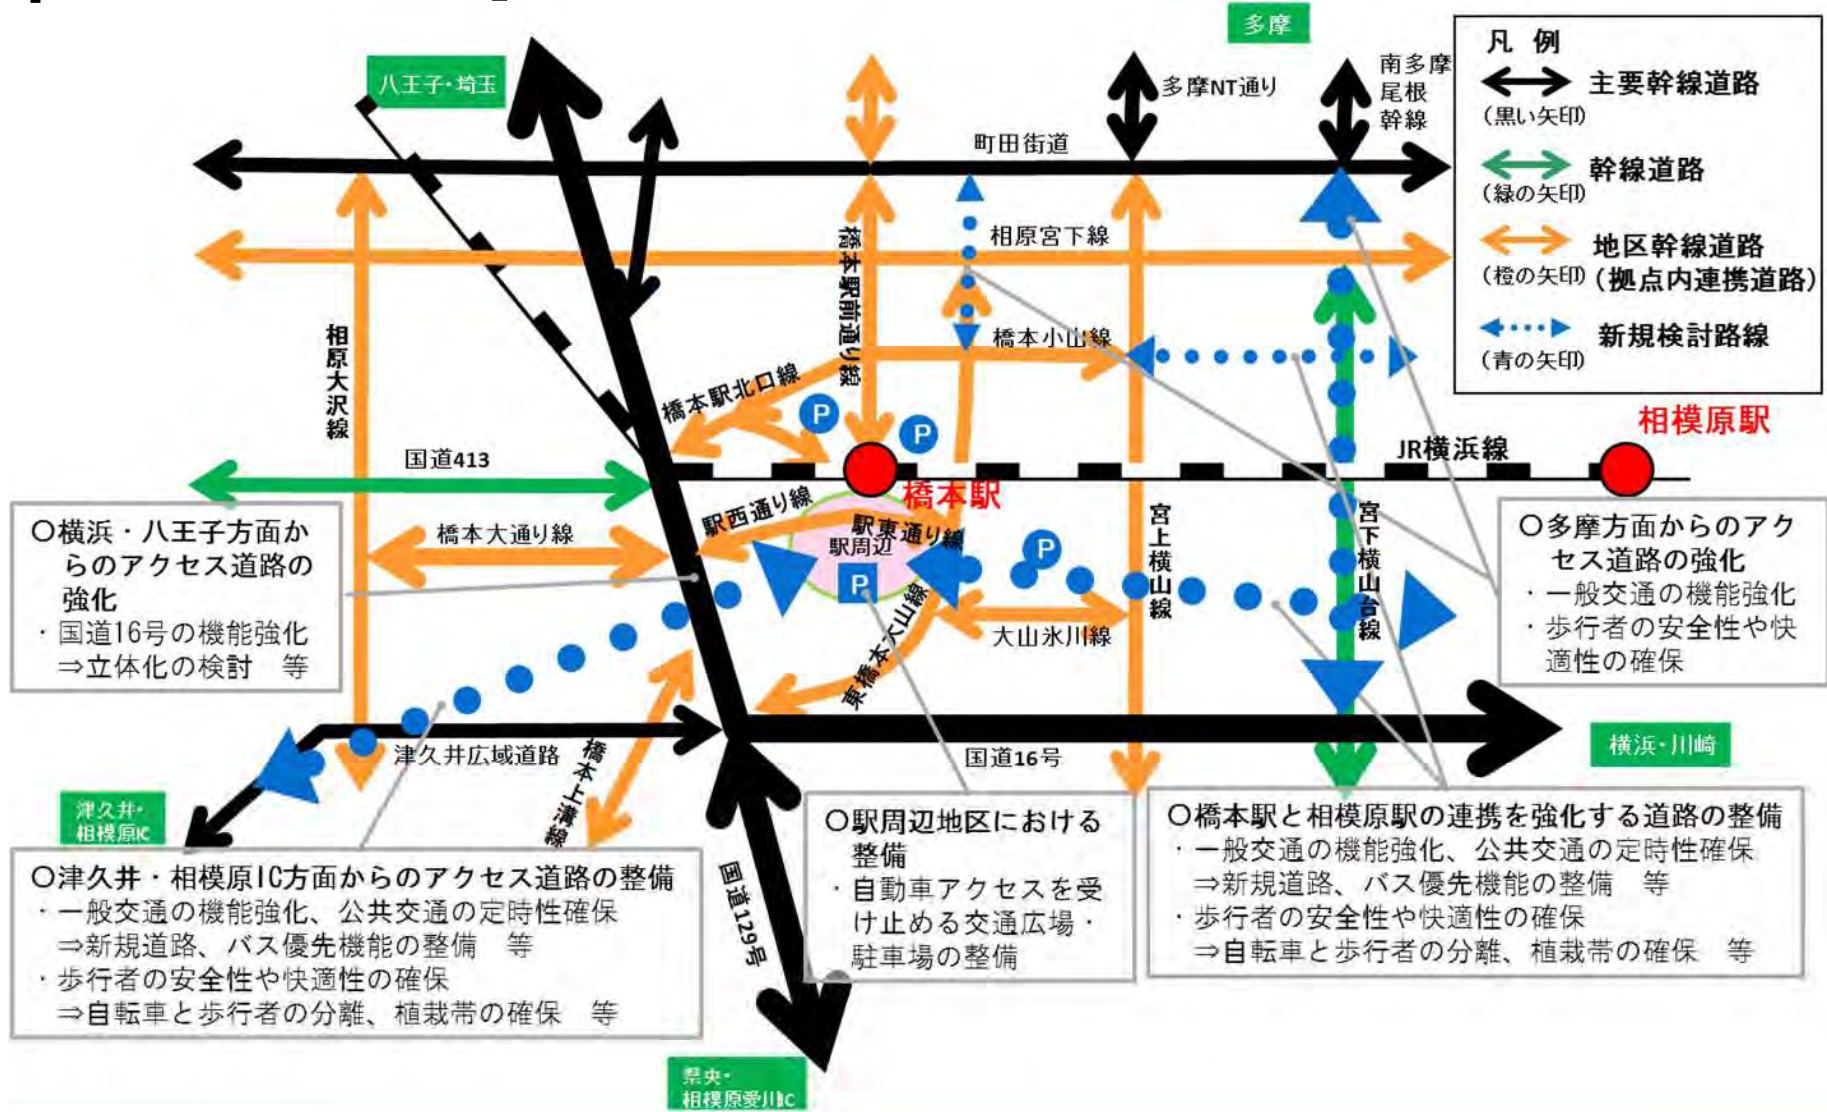 多摩
八王子・埼玉
多摩NT通り
南多摩
尾根
幹線
町田街道
凡 例
主要幹線道路
(黒い矢印)
幹線道路
(緑の矢印)
地区幹線道路
(橙の矢印)
(拠点内連携道路)
新規検討路線
(青の矢印)
相原宮下線
橋本駅前通り線
相原大沢線
橋本小山線
橋本駅北口線
P
P
相模原駅
JR横浜線
国道413
橋本駅
駅西通り線
駅東通り線
駅周辺
P
P
橋本大通り線
宮上横山線
宮下横山台線
大山氷川線
東橋本大山線
〇横浜・八王子方面か
らのアクセス道路の
強化
・国道16号の機能強化
⇒立体化の検討 等
〇多摩方面からのアク
セス道路の強化
・一般交通の機能強化
・歩行者の安全性や快
適性の確保
津久井広域道路
橋本上溝線
国道16号
横浜・川崎
津久井・
相模原IC
国道129号
〇津久井・相模原IC方面からのアクセス道路の整備
・一般交通の機能強化、公共交通の定時性確保
⇒新規道路、バス優先機能の整備 等
・歩行者の安全性や快適性の確保
⇒自転車と歩行者の分離、植栽帯の確保 等
〇駅周辺地区における
整備
・自動車アクセスを受
け止める交通広場・
駐車場の整備
〇橋本駅と相模原駅の連携を強化する道路の整備
・一般交通の機能強化、公共交通の定時性確保
⇒新規道路、バス優先機能の整備 等
・歩行者の安全性や快適性の確保
⇒自転車と歩行者の分離、植栽帯の確保 等
県央・
相模原愛川IC